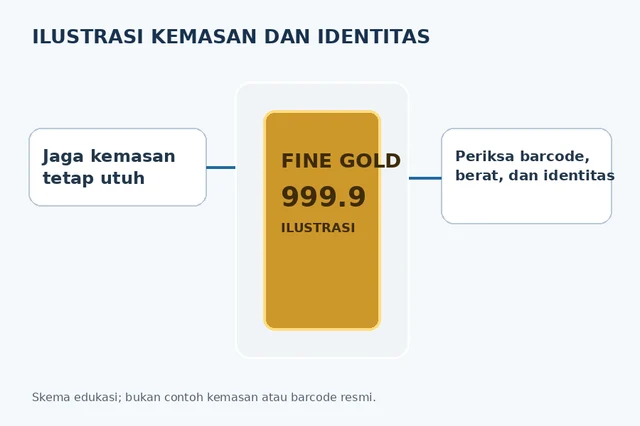 ILUSTRASI KEMASAN DAN IDENTITAS
Jaga kemasan
tetap utuh
FINE GOLD
999.9
ILUSTRASI
Periksa barcode,
berat, dan identitas
Skema edukasi; bukan contoh kemasan atau barcode resmi.